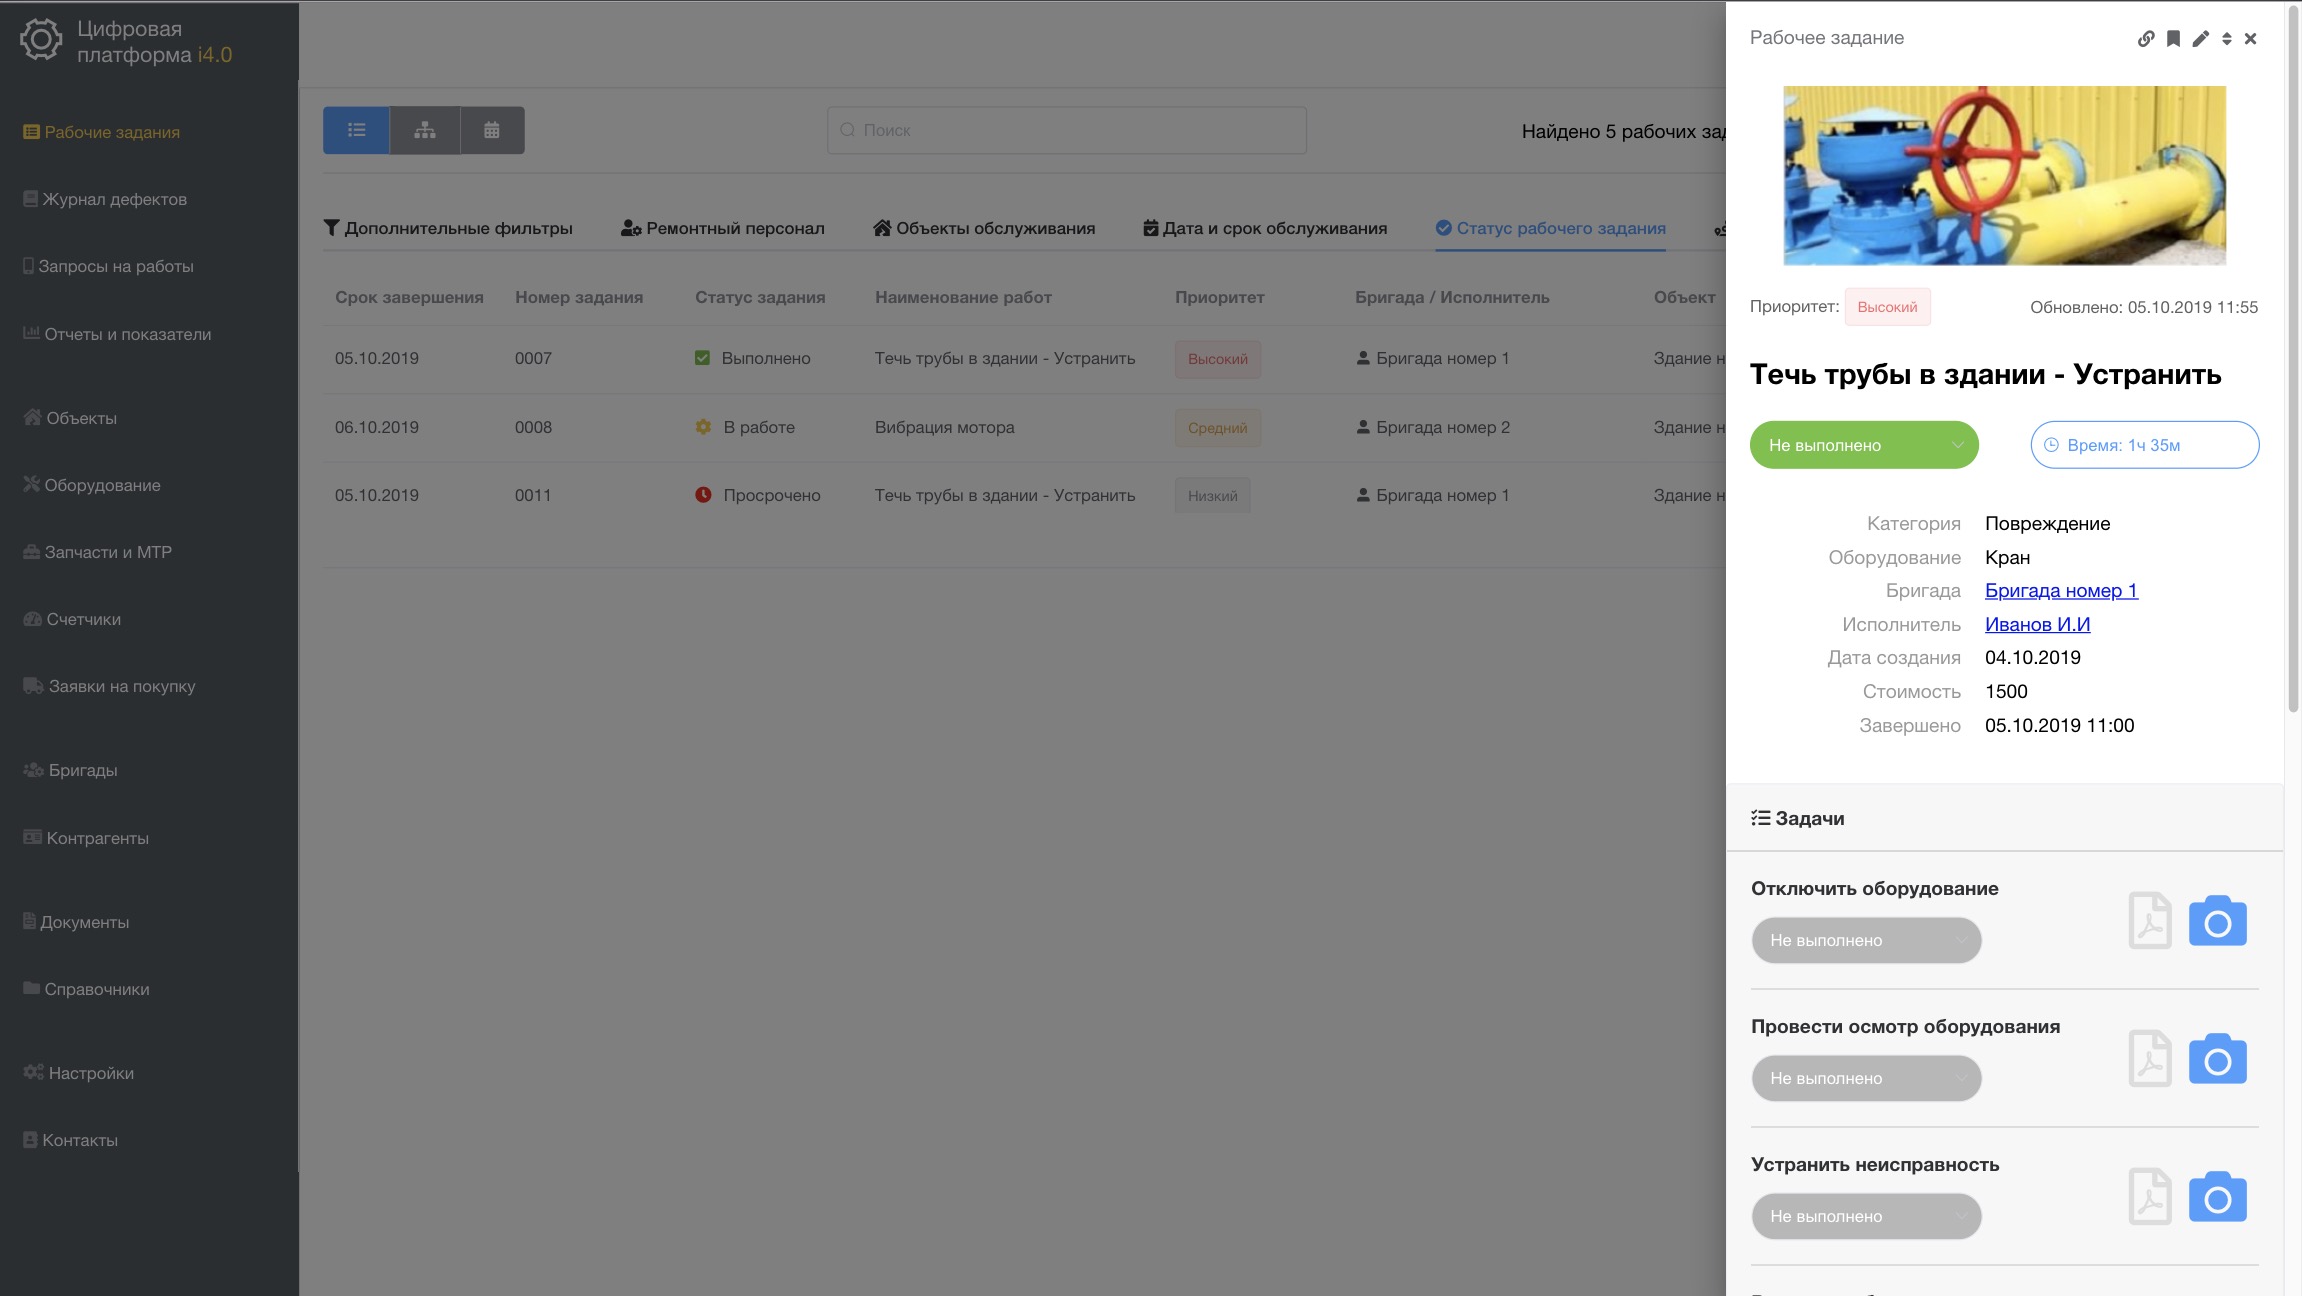 Цифровая
платформа i4.0
Рабочие задания
Журнал дефектов
Запросы на работы
Отчеты и показатели
Объекты
Оборудование
Запчасти и МТР
Счетчики
Заявки на покупку
Бригады
Контрагенты
Документы
Справочники
Настройки
Контакты
Поиск
Найдено 5 рабочих зад
Дополнительные фильтры Ремонтный персонал Объекты обслуживания Дата и срок обслуживания Статус рабочего задания
Срок завершения Номер задания Статус задания Наименование работ Приоритет Бригада / Исполнитель Объект
05.10.2019 0007 Выполнено Течь трубы в здании - Устранить Высокий Бригада номер 1 Здание н
06.10.2019 0008 В работе Вибрация мотора Средний Бригада номер 2 Здание н
05.10.2019 0011 Просрочено Течь трубы в здании - Устранить Низкий Бригада номер 1 Здание н
Рабочее задание
Приоритет: Высокий Обновлено: 05.10.2019 11:55
Течь трубы в здании - Устранить
Не выполнено Время: 1ч 35м
Категория Повреждение
Оборудование Кран
Бригада Бригада номер 1
Исполнитель Иванов И.И
Дата создания 04.10.2019
Стоимость 1500
Завершено 05.10.2019 11:00
Задачи
Отключить оборудование
Не выполнено
Провести осмотр оборудования
Не выполнено
Устранить неисправность
Не выполнено